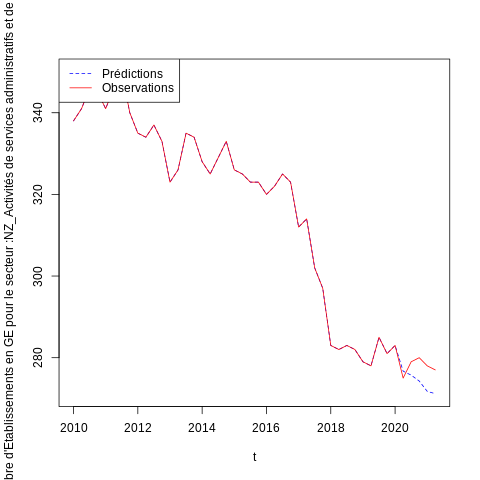 Prédictions
Observations
bre d'Etablissements en GE pour le secteur :NZ_Activités de services administratifs et de
340
320
300
280
2010 2012 2014 2016 2018 2020
t